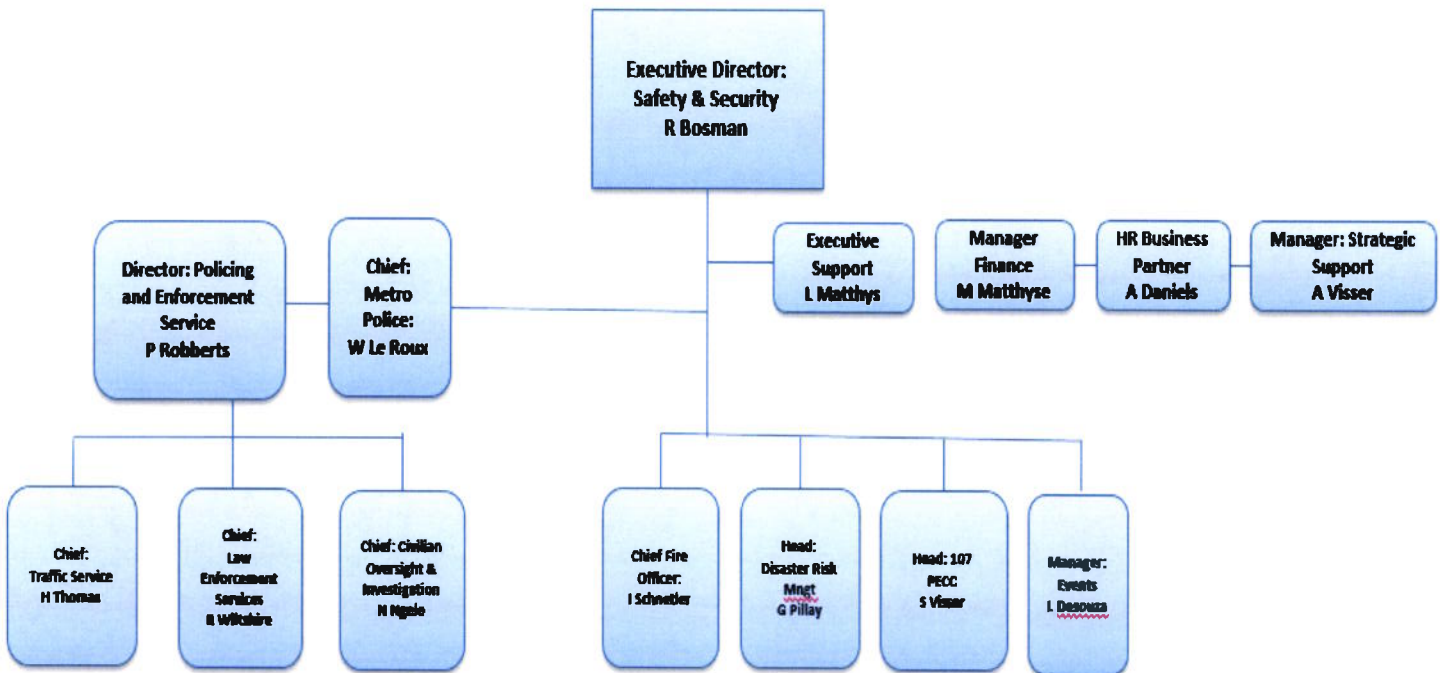 Executive Director:
Safety & Security
R Bosman
Director: Policing
and Enforcement
Service
P Robberts
Chief:
Metro
Police:
W Le Roux
Executive
Support
L Matthys
Manager
Finance
M Matthyse
HR Business
Partner
A Daniels
Manager: Strategic
Support
A Visser
Chief:
Traffic Service
H Thomas
Chief:
Law
Enforcement
Services
R Wiltshire
Chief: Civilian
Oversight &
Investigation
N Ngele
Chief Fire
Officer:
I Schnetler
Head:
Disaster Risk
Mngt
G Pillay
Head: 107
PECC
S Visser
Manager:
Events
L Desouza